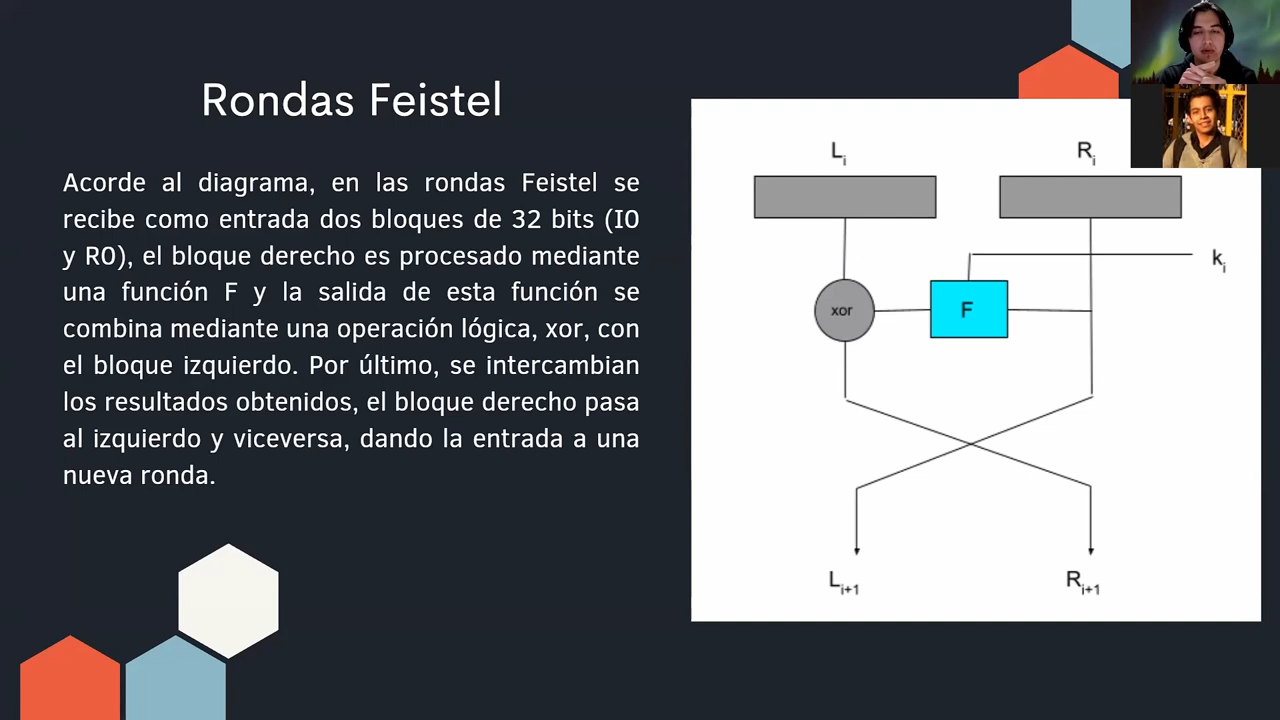 Rondas Feistel
Acorde al diagrama, en las rondas Feistel se
recibe como entrada dos bloques de 32 bits (I0
y R0), el bloque derecho es procesado mediante
una función F y la salida de esta función se
combina mediante una operación lógica, xor, con
el bloque izquierdo. Por último, se intercambian
los resultados obtenidos, el bloque derecho pasa
al izquierdo y viceversa, dando la entrada a una
nueva ronda.
Li
Ri
ki
xor
F
Li+1
Ri+1